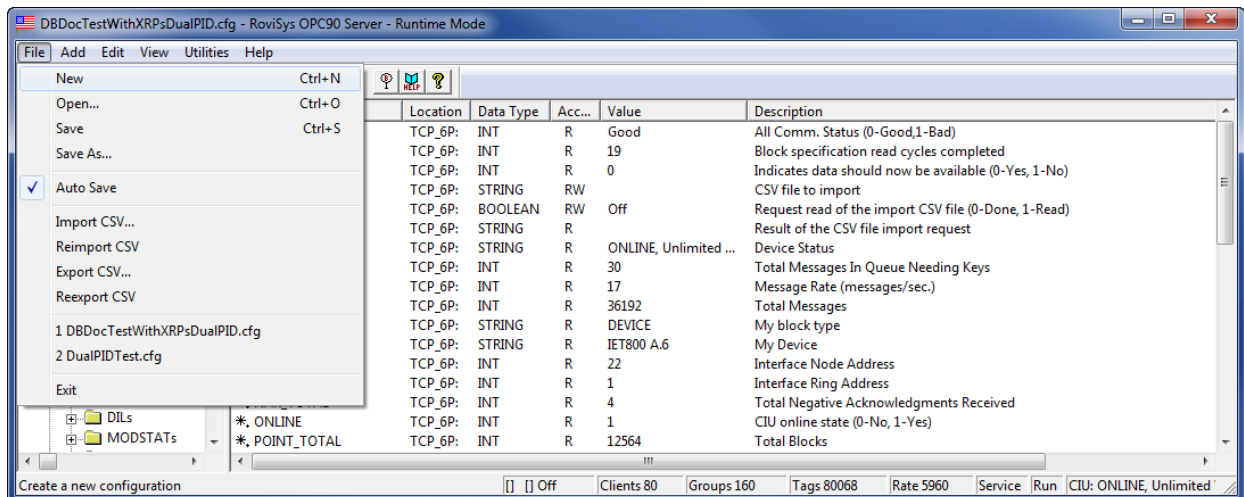 DBDocTestWithXRPsDualPID.cfg - RoviSys OPC90 Server - Runtime Mode
File Add Edit View Utilities Help
New Ctrl+N
Open... Ctrl+O
Save Ctrl+S
Save As...
Auto Save
Import CSV...
Reimport CSV
Export CSV...
Reexport CSV
1 DBDocTestWithXRPsDualPID.cfg
2 DualPIDTest.cfg
Exit
DILs
MODSTATs
HELP
Location Data Type Acc... Value Description
TCP_6P: INT R Good All Comm. Status (0-Good,1-Bad)
TCP_6P: INT R 19 Block specification read cycles completed
TCP_6P: INT R 0 Indicates data should now be available (0-Yes, 1-No)
TCP_6P: STRING RW CSV file to import
TCP_6P: BOOLEAN RW Off Request read of the import CSV file (0-Done, 1-Read)
TCP_6P: STRING R Result of the CSV file import request
TCP_6P: STRING R ONLINE, Unlimited ... Device Status
TCP_6P: INT R 30 Total Messages In Queue Needing Keys
TCP_6P: INT R 17 Message Rate (messages/sec.)
TCP_6P: INT R 36192 Total Messages
TCP_6P: STRING R DEVICE My block type
TCP_6P: STRING R IET800 A.6 My Device
TCP_6P: INT R 22 Interface Node Address
TCP_6P: INT R 1 Interface Ring Address
TCP_6P: INT R 4 Total Negative Acknowledgments Received
*, ONLINE TCP_6P: INT R 1 CIU online state (0-No, 1-Yes)
*, POINT_TOTAL TCP_6P: INT R 12564 Total Blocks
Create a new configuration [] [] Off Clients 80 Groups 160 Tags 80068 Rate 5960 Service Run CIU: ONLINE, Unlimited